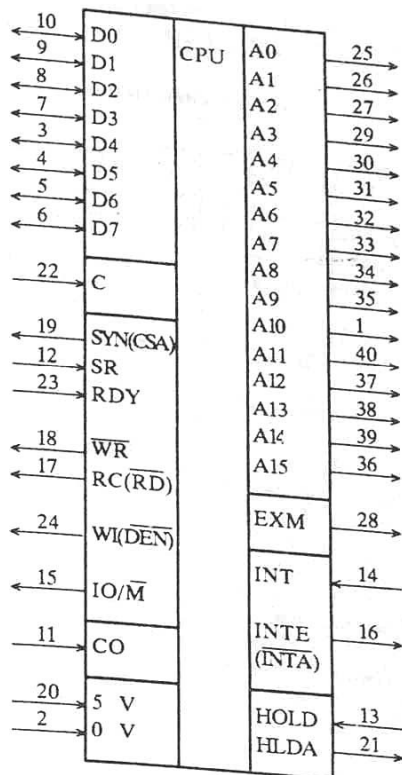 10 D0 CPU A0 25
9 D1 A1 26
8 D2 A2 27
7 D3 A3 29
3 D4 A4 30
4 D5 A5 31
5 D6 A6 32
6 D7 A7 33
A8 34
22 C A9 35
A10 1
19 SYN(CSA) A11 40
12 SR A12 37
23 RDY A13 38
A14 39
18 W̅R̅ A15 36
17 RC(R̅D̅)
EXM 28
24 WI(D̅E̅N̅)
INT 14
15 IO/M̅
INTE 16
11 CO (I̅N̅T̅A̅)
20 5 V
HOLD 13
2 0 V
HLDA 21